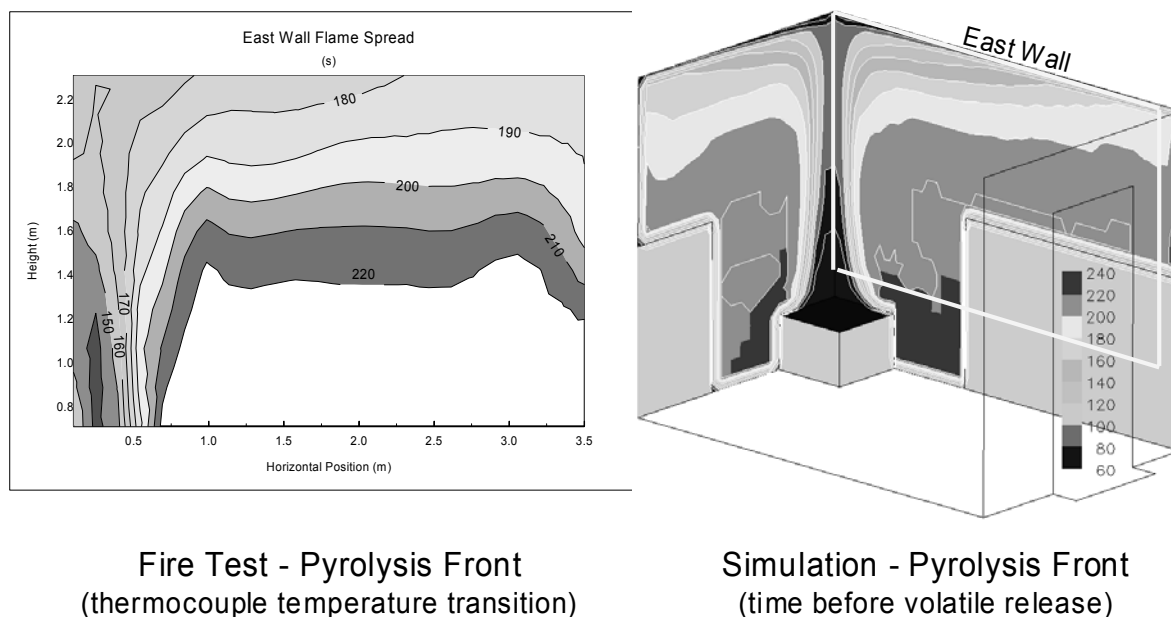 East Wall Flame Spread
(s)
180
190
200
210
220
170
160
150
2.2
2.0
1.8
1.6
1.4
1.2
1.0
0.8
Height (m)
0.5 1.0 1.5 2.0 2.5 3.0 3.5
Horizontal Position (m)
East Wall
240
220
200
180
160
140
120
100
80
60
Fire Test - Pyrolysis Front
(thermocouple temperature transition)
Simulation - Pyrolysis Front
(time before volatile release)